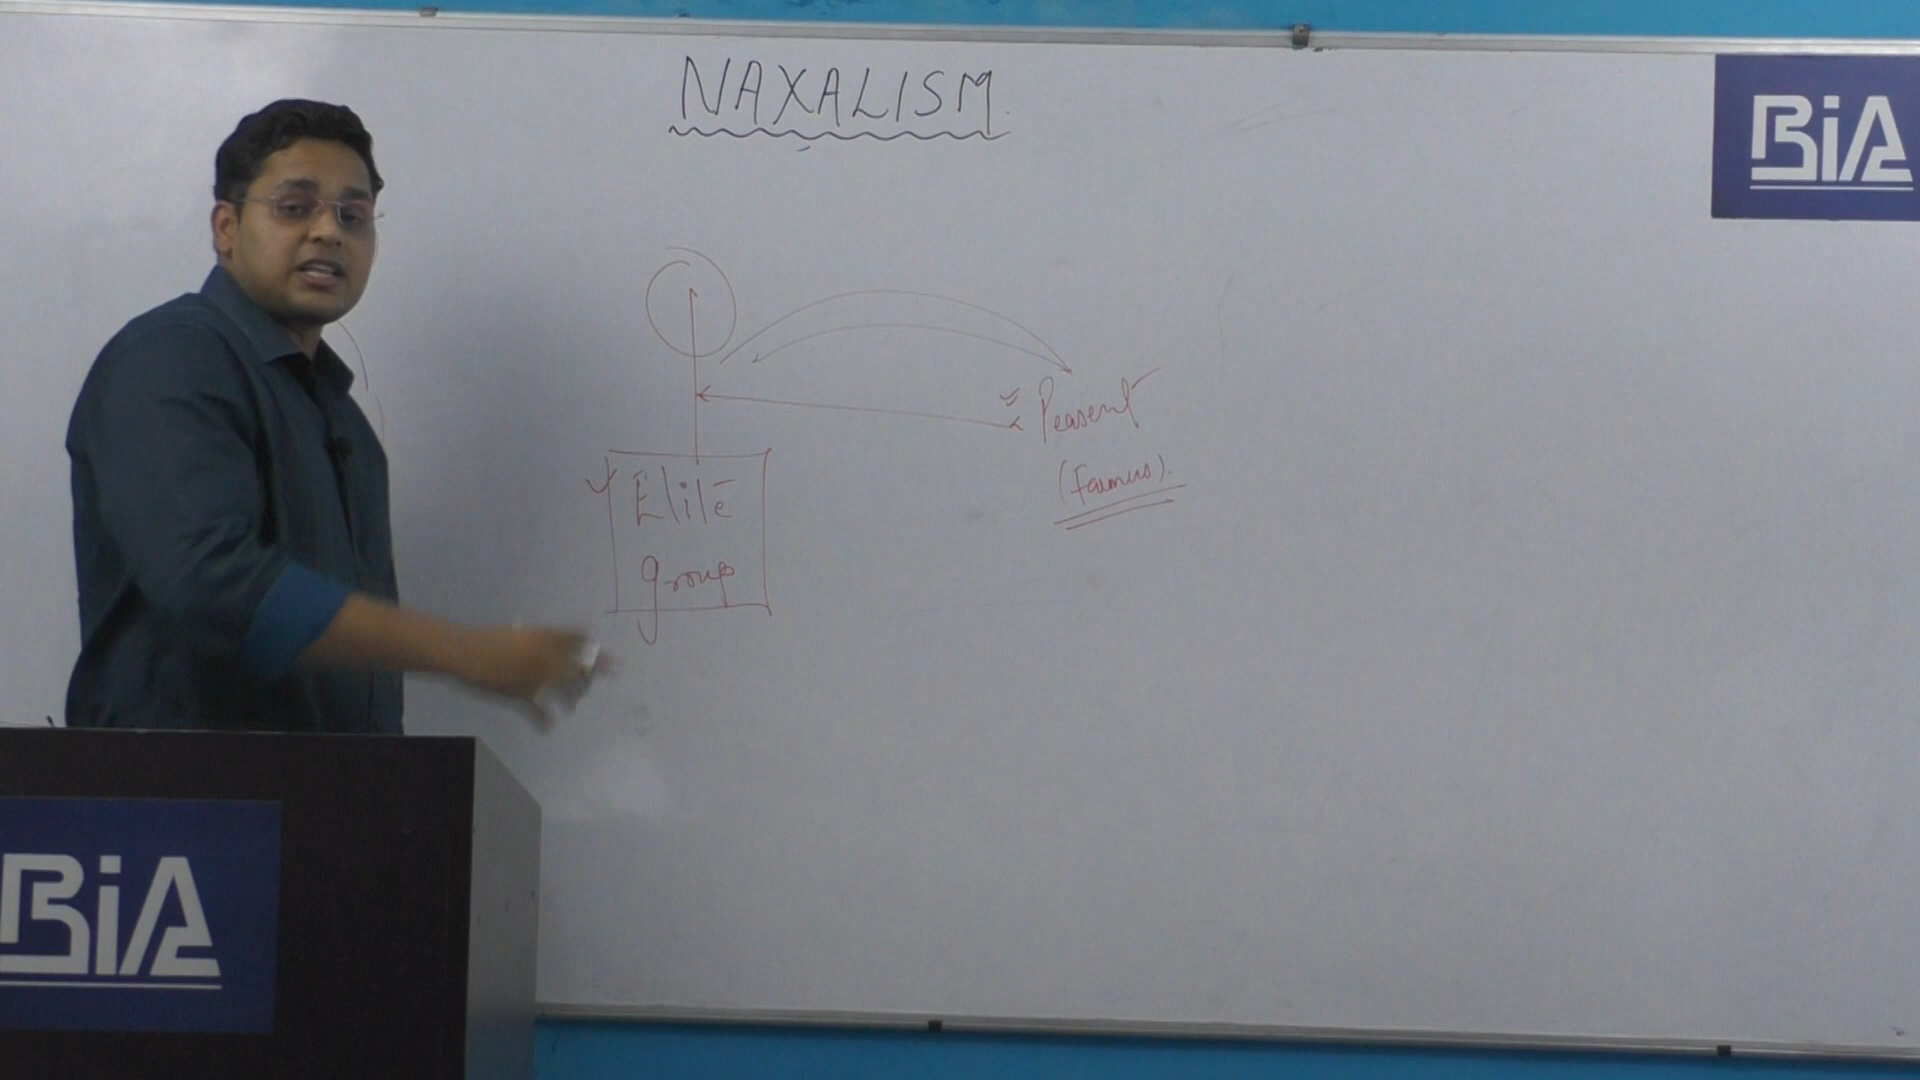 NAXALISM
BiA
Peasent
(Farmers).
Elite
group
BiA